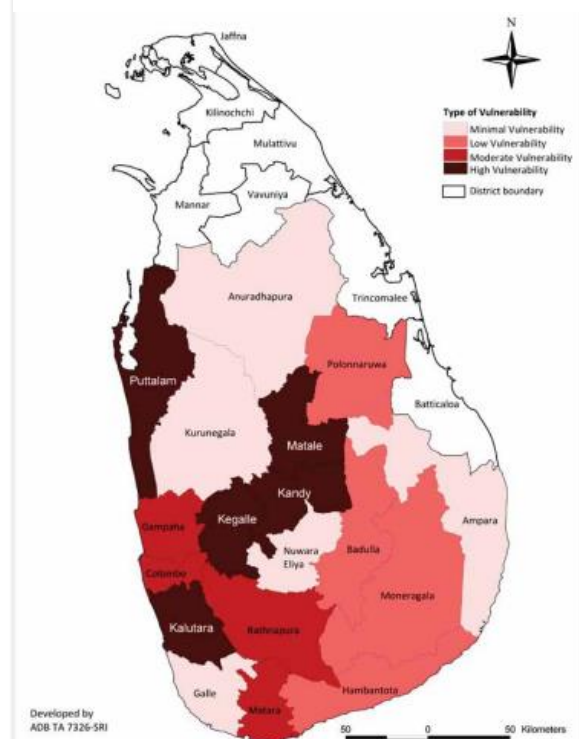 Jaffna
N
Kilinochchi
Mulattivu
Type of Vulnerability
Minimal Vulnerability
Low Vulnerability
Moderate Vulnerability
High Vulnerability
District boundary
Mannar
Vavuniya
Anuradhapura
Trincomalee
Puttalam
Polonnaruwa
Batticaloa
Kurunegala
Matale
Kandy
Kegalle
Gampaha
Nuwara
Eliya
Badulla
Ampara
Colombo
Moneragala
Kalutara
Rathnapura
Galle
Matara
Hambantota
Developed by
ADB TA 7326-SRI
50 0 50 Kilometers